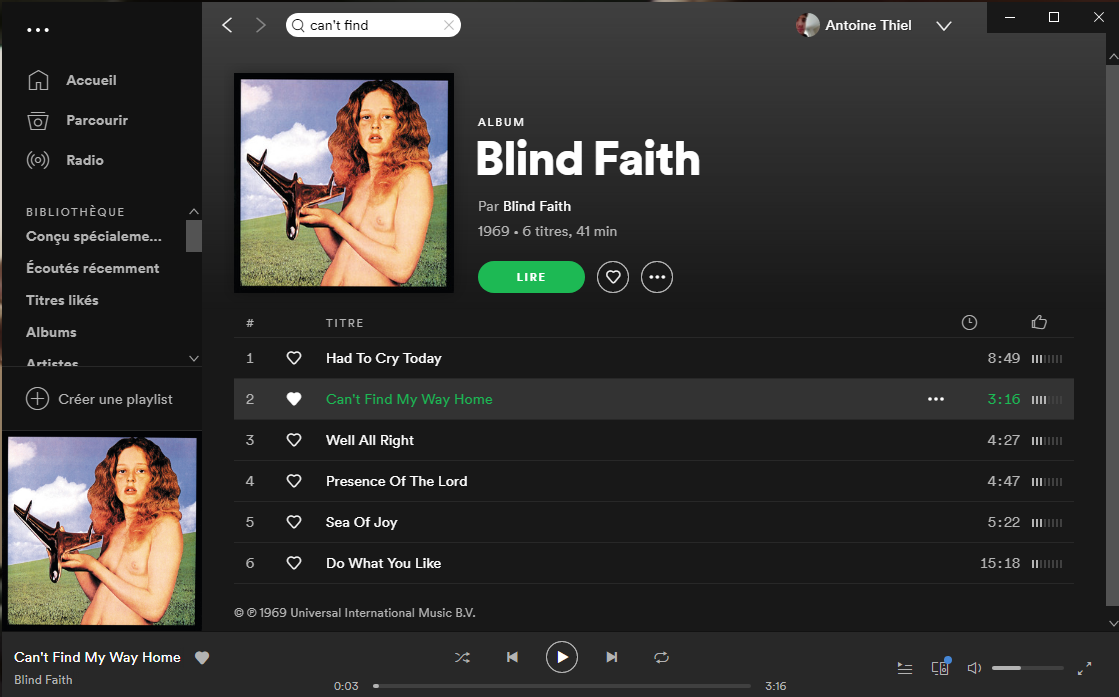 can't find
Antoine Thiel
Accueil
Parcourir
Radio
BIBLIOTHÈQUE
Conçu spécialeme...
Écoutés récemment
Titres likés
Albums
Artistes
Créer une playlist
ALBUM
Blind Faith
Par Blind Faith
1969 • 6 titres, 41 min
LIRE
# TITRE
1 Had To Cry Today 8:49
2 Can't Find My Way Home 3:16
3 Well All Right 4:27
4 Presence Of The Lord 4:47
5 Sea Of Joy 5:22
6 Do What You Like 15:18
© ℗ 1969 Universal International Music B.V.
Can't Find My Way Home
Blind Faith
0:03 3:16